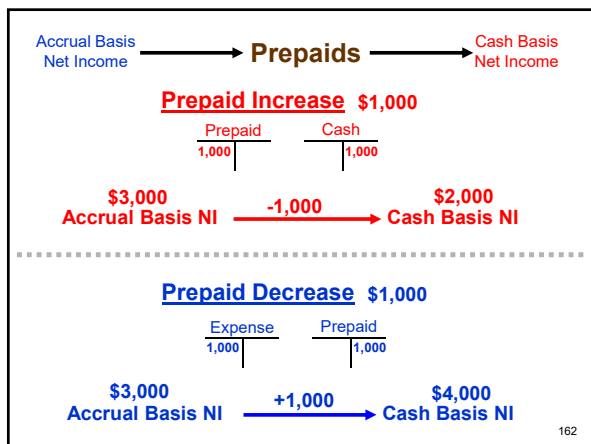 Accrual Basis
Net Income
Prepaids
Cash Basis
Net Income
Prepaid Increase $1,000
Prepaid Cash
1,000 1,000
$3,000 -1,000 $2,000
Accrual Basis NI Cash Basis NI
Prepaid Decrease $1,000
Expense Prepaid
1,000 1,000
$3,000 +1,000 $4,000
Accrual Basis NI Cash Basis NI
162